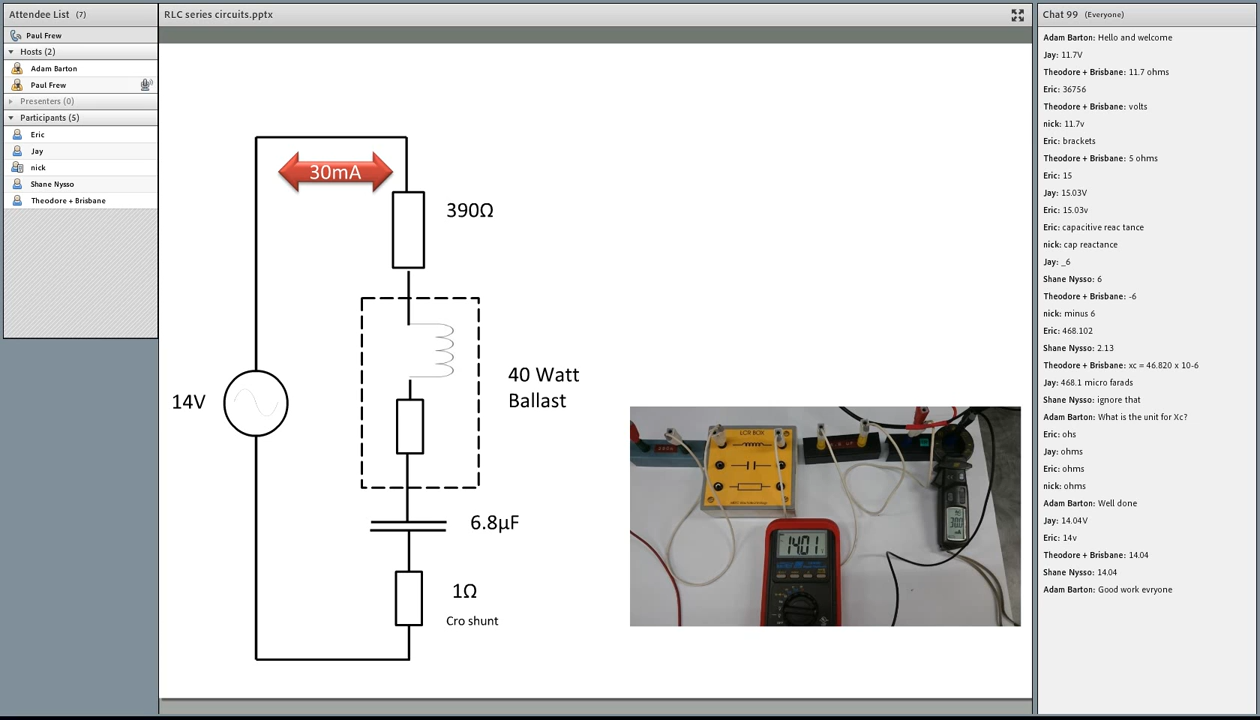 Attendee List (7)
Paul Frew
Hosts (2)
Adam Barton
Paul Frew
Presenters (0)
Participants (5)
Eric
Jay
nick
Shane Nysso
Theodore + Brisbane
RLC series circuits.pptx
30mA
390Ω
14V
40 Watt
Ballast
6.8µF
1Ω
Cro shunt
LCR BOX
14.01
30.0
Chat 99 (Everyone)
Adam Barton: Hello and welcome
Jay: 11.7V
Theodore + Brisbane: 11.7 ohms
Eric: 36756
Theodore + Brisbane: volts
nick: 11.7v
Eric: brackets
Theodore + Brisbane: 5 ohms
Eric: 15
Jay: 15.03V
Eric: 15.03v
Eric: capacitive reac tance
nick: cap reactance
Jay: _6
Shane Nysso: 6
Theodore + Brisbane: -6
nick: minus 6
Eric: 468.102
Shane Nysso: 2.13
Theodore + Brisbane: xc = 46.820 x 10-6
Jay: 468.1 micro farads
Shane Nysso: ignore that
Adam Barton: What is the unit for Xc?
Eric: ohs
Jay: ohms
Eric: ohms
nick: ohms
Adam Barton: Well done
Jay: 14.04V
Eric: 14v
Theodore + Brisbane: 14.04
Shane Nysso: 14.04
Adam Barton: Good work evryone